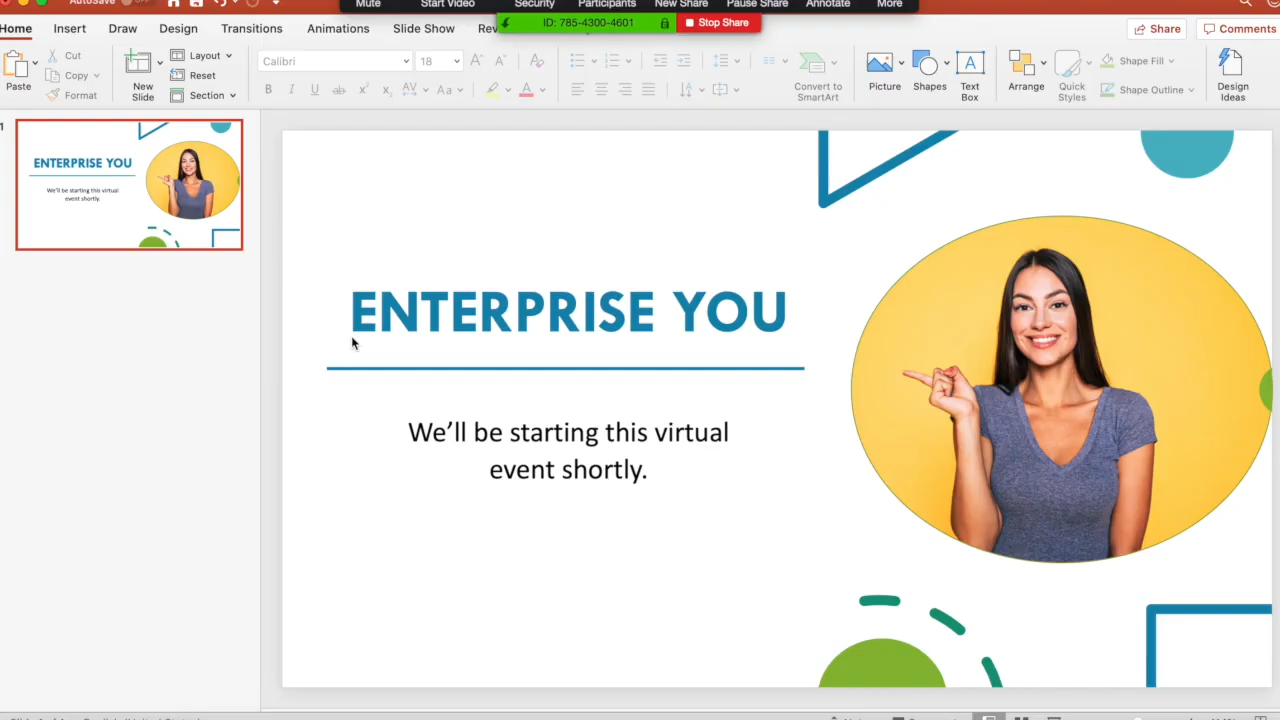 AutoSave
OFF
Mute
Start Video
Security
Participants
New Share
Pause Share
Annotate
More
ID: 785-4300-4601
Stop Share
Home
Insert
Draw
Design
Transitions
Animations
Slide Show
Share
Comments
Paste
Cut
Copy
Format
New
Slide
Layout
Reset
Section
Calibri
18
Convert to
SmartArt
Picture
Shapes
Text
Box
Arrange
Quick
Styles
Shape Fill
Shape Outline
Design
Ideas
1
ENTERPRISE YOU
We'll be starting this virtual
event shortly.
ENTERPRISE YOU
We'll be starting this virtual
event shortly.